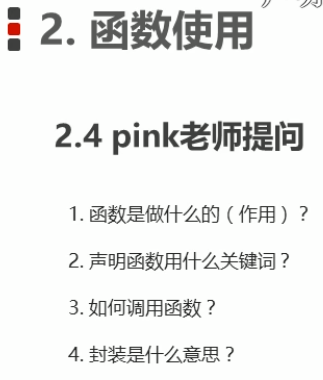 2. 函数使用
2.4 pink老师提问
1. 函数是做什么的（作用）？
2. 声明函数用什么关键词？
3. 如何调用函数？
4. 封装是什么意思？